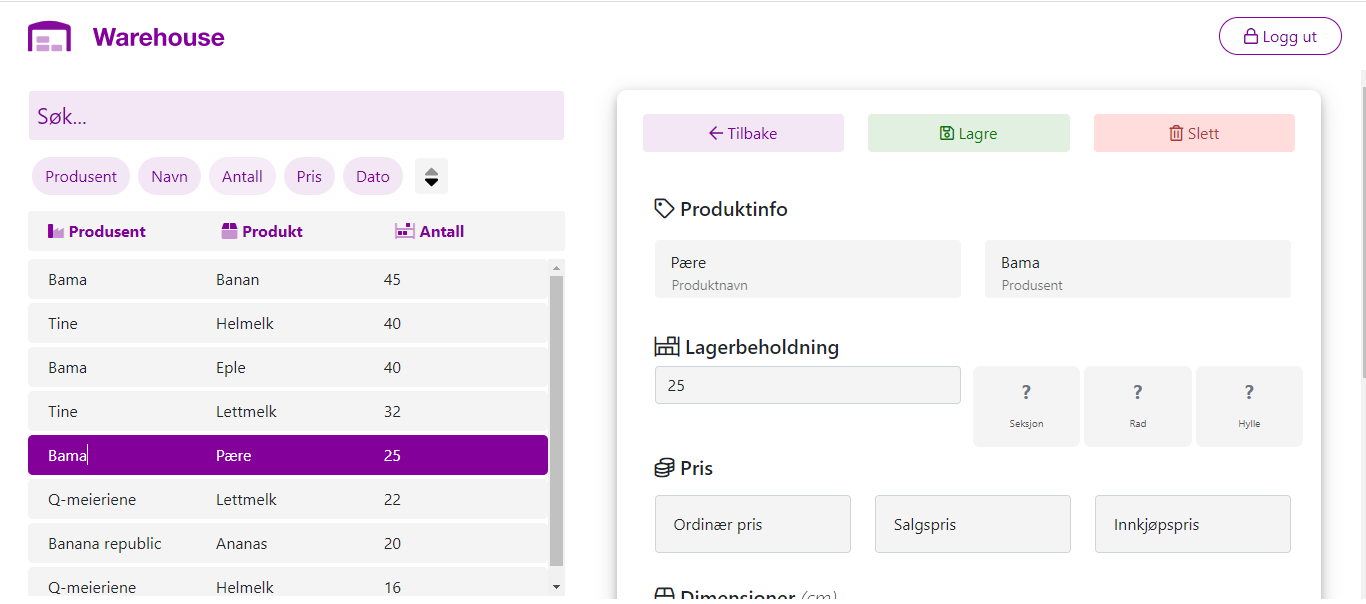 Warehouse
Logg ut
Søk...
Produsent Navn Antall Pris Dato
Produsent Produkt Antall
Bama Banan 45
Tine Helmelk 40
Bama Eple 40
Tine Lettmelk 32
Bama Pære 25
Q-meieriene Lettmelk 22
Banana republic Ananas 20
Q-meieriene Helmelk 16
Tilbake Lagre Slett
Produktinfo
Pære Bama
Produktnavn Produsent
Lagerbeholdning
25
? ? ?
Seksjon Rad Hylle
Pris
Ordinær pris Salgspris Innkjøpspris
Dimensjoner (cm)